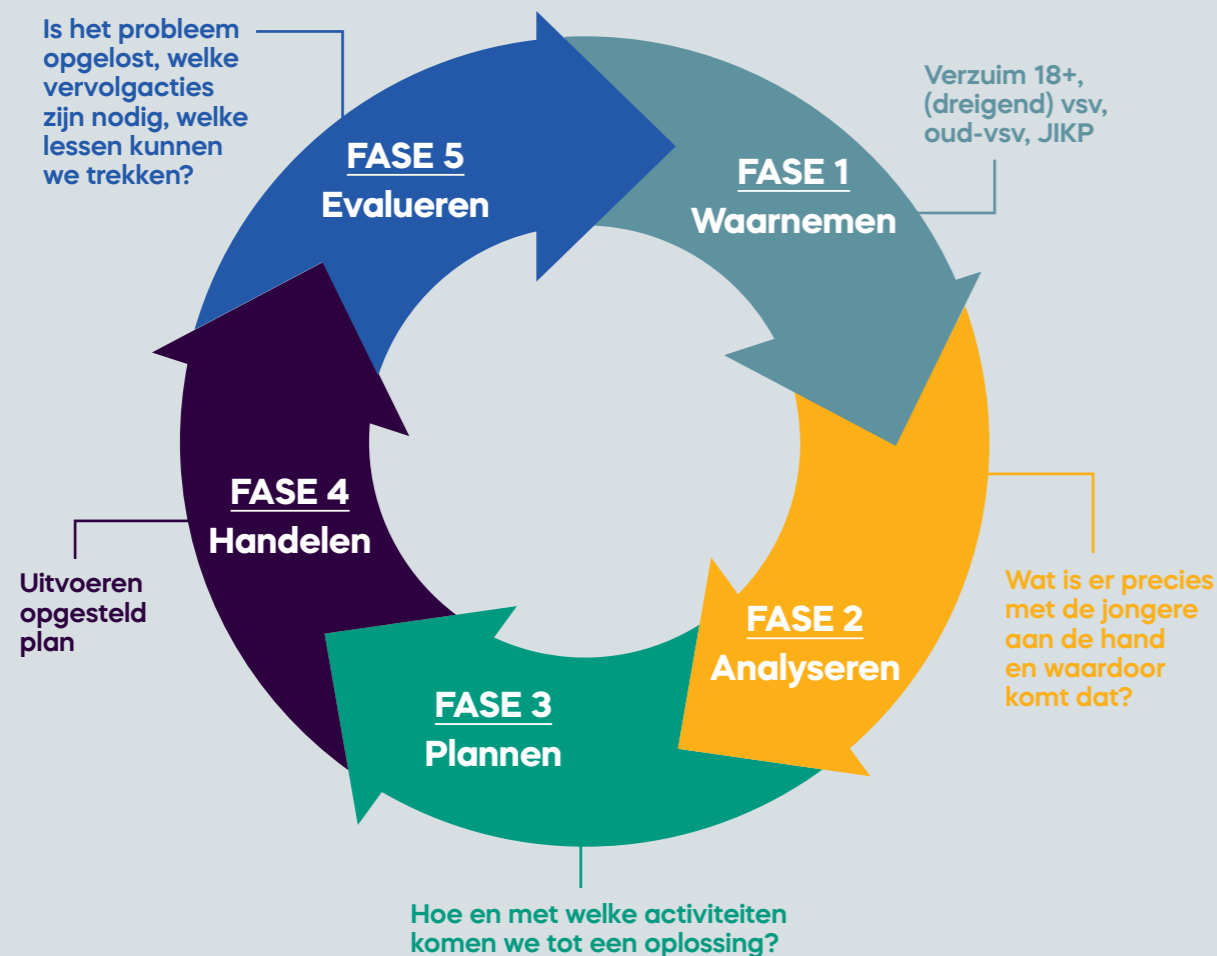 Is het probleem
opgelost, welke
vervolgacties
zijn nodig, welke
lessen kunnen
we trekken?
FASE 5
Evalueren
FASE 1
Waarnemen
Verzuim 18+,
(dreigend) vsv,
oud-vsv, JIKP
FASE 4
Handelen
Uitvoeren
opgesteld
plan
FASE 2
Analyseren
Wat is er precies
met de jongere
aan de hand
en waardoor
komt dat?
FASE 3
Plannen
Hoe en met welke activiteiten
komen we tot een oplossing?